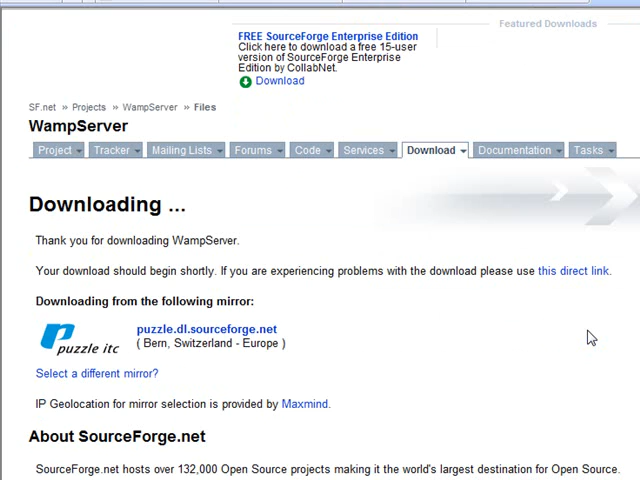 Featured Downloads
FREE SourceForge Enterprise Edition
Click here to download a free 15-user
version of SourceForge Enterprise
Edition by CollabNet.
Download
SF.net » Projects » WampServer » Files
WampServer
Project Tracker Mailing Lists Forums Code Services Download Documentation Tasks
Downloading ...
Thank you for downloading WampServer.
Your download should begin shortly. If you are experiencing problems with the download please use this direct link.
Downloading from the following mirror:
puzzle itc
puzzle.dl.sourceforge.net
( Bern, Switzerland - Europe )
Select a different mirror?
IP Geolocation for mirror selection is provided by Maxmind.
About SourceForge.net
SourceForge.net hosts over 132,000 Open Source projects making it the world's largest destination for Open Source.